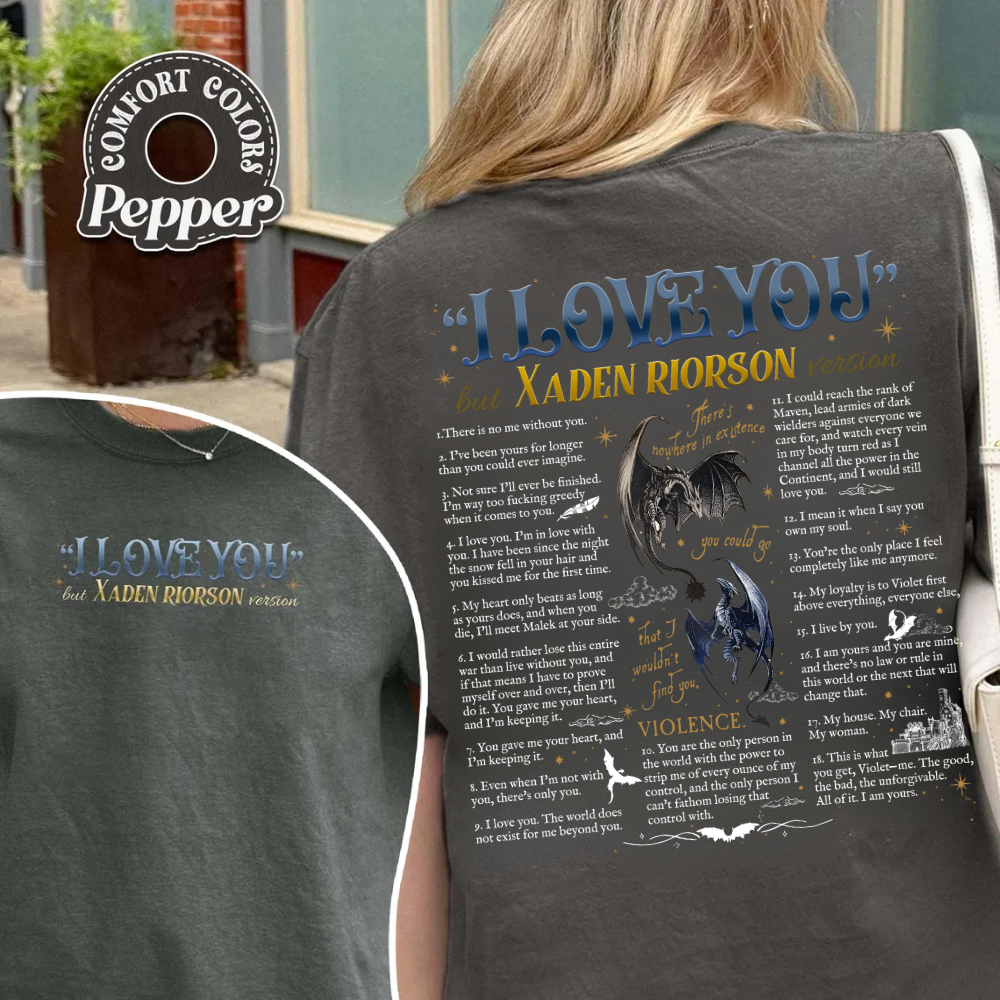 COMFORT COLORS
Pepper
“I LOVE YOU”
but XADEN RIORSON version
“I LOVE YOU”
but XADEN RIORSON version
1.There is no me without you.
2. I've been yours for longer
than you could ever imagine.
3. Not sure I'll ever be finished.
I'm way too fucking greedy
when it comes to you.
4. I love you. I'm in love with
you. I have been since the night
the snow fell in your hair and
you kissed me for the first time.
5. My heart only beats as long
as yours does, and when you
die, I'll meet Malek at your side.
6. I would rather lose this entire
war than live without you, and
if that means I have to prove
myself over and over, then I'll
do it. You gave me your heart,
and I'm keeping it.
7. You gave me your heart, and
I'm keeping it.
8. Even when I'm not with
you, there's only you.
9. I love you. The world does
not exist for me beyond you.
There's
nowhere in existence
you could go
that I
wouldn't
find you,
VIOLENCE.
10. You are the only person in
the world with the power to
strip me of every ounce of my
control, and the only person I
can't fathom losing that
control with.
11. I could reach the rank of
Maven, lead armies of dark
wielders against everyone we
care for, and watch every vein
in my body turn red as I
channel all the power in the
Continent, and I would still
love you.
12. I mean it when I say you
own my soul.
13. You're the only place I feel
completely like me anymore.
14. My loyalty is to Violet first
above everything, everyone else,
15. I live by you.
16. I am yours and you are mine,
and there's no law or rule in
this world or the next that will
change that.
17. My house. My chair.
My woman.
18. This is what
you get, Violet—me. The good,
the bad, the unforgivable.
All of it. I am yours.